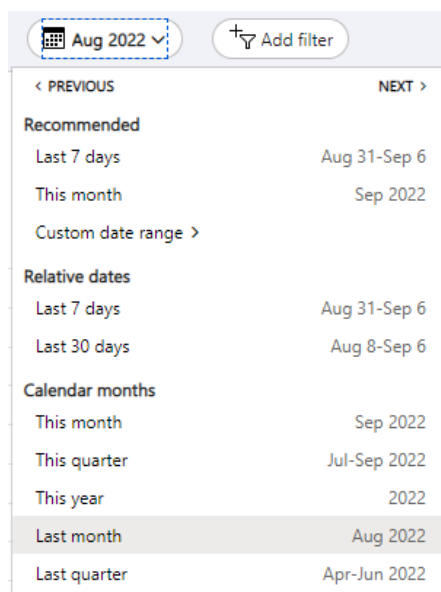 Aug 2022 Add filter
< PREVIOUS NEXT >
Recommended
Last 7 days Aug 31-Sep 6
This month Sep 2022
Custom date range >
Relative dates
Last 7 days Aug 31-Sep 6
Last 30 days Aug 8-Sep 6
Calendar months
This month Sep 2022
This quarter Jul-Sep 2022
This year 2022
Last month Aug 2022
Last quarter Apr-Jun 2022